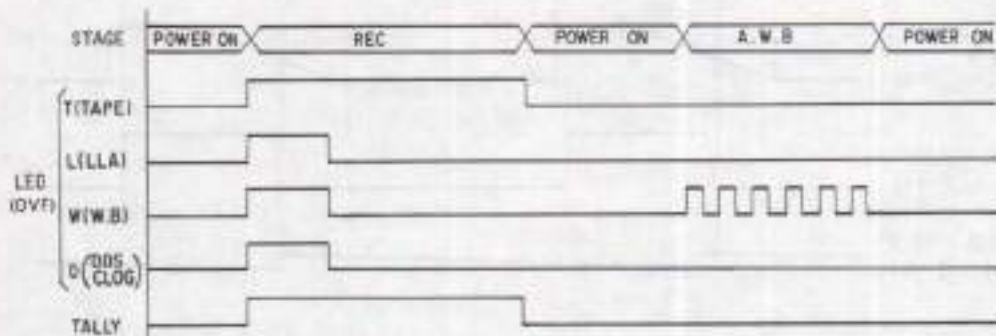 STAGE POWER ON REC POWER ON A.W.B POWER ON
T(TAPE)
L(LLA)
LED
(OVF)
W(W.B)
D(DDS
CLOG)
TALLY